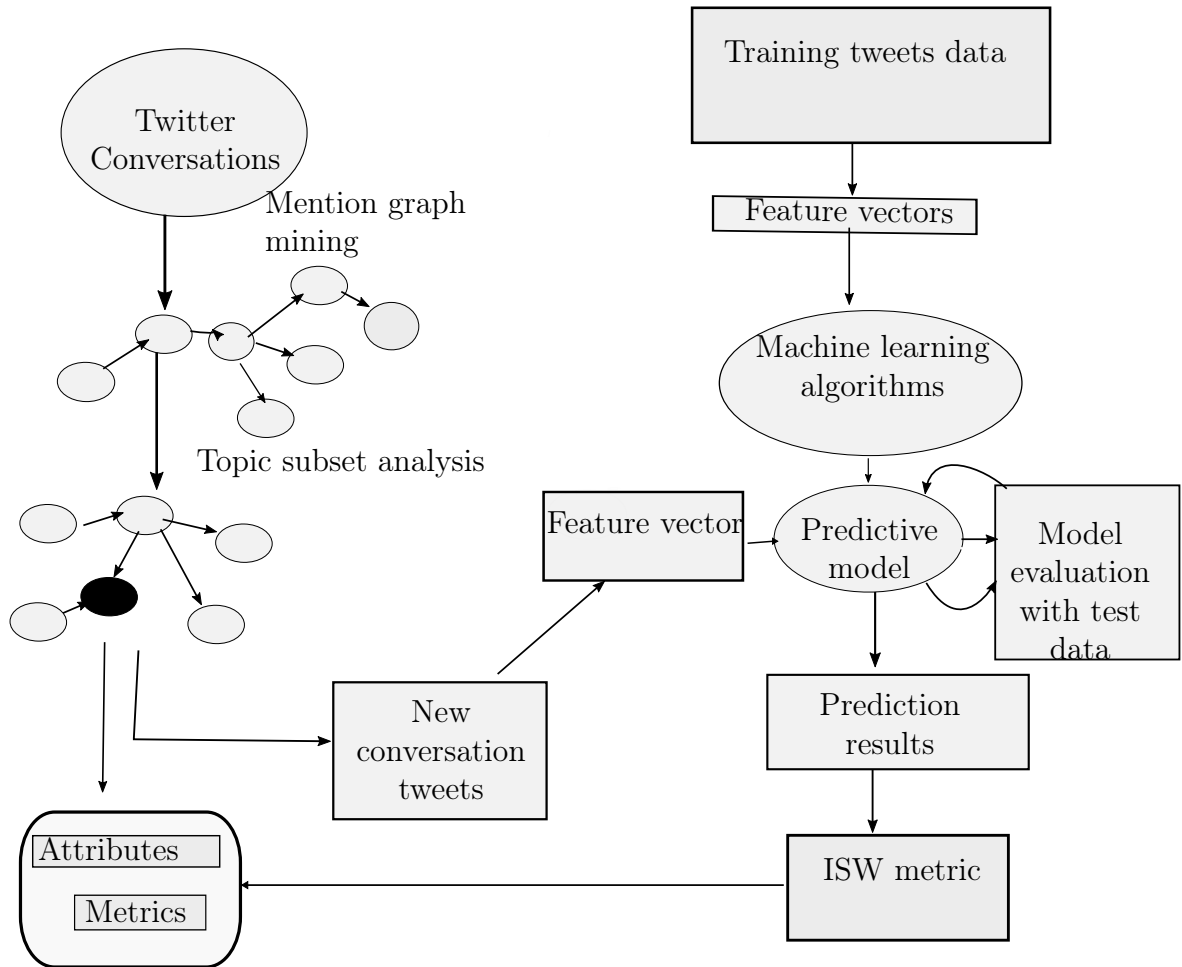 Twitter
Conversations
Mention graph
mining
Topic subset analysis
Training tweets data
Feature vectors
Machine learning
algorithms
Feature vector
Predictive
model
Model
evaluation
with test
data
New
conversation
tweets
Prediction
results
ISW metric
Attributes
Metrics